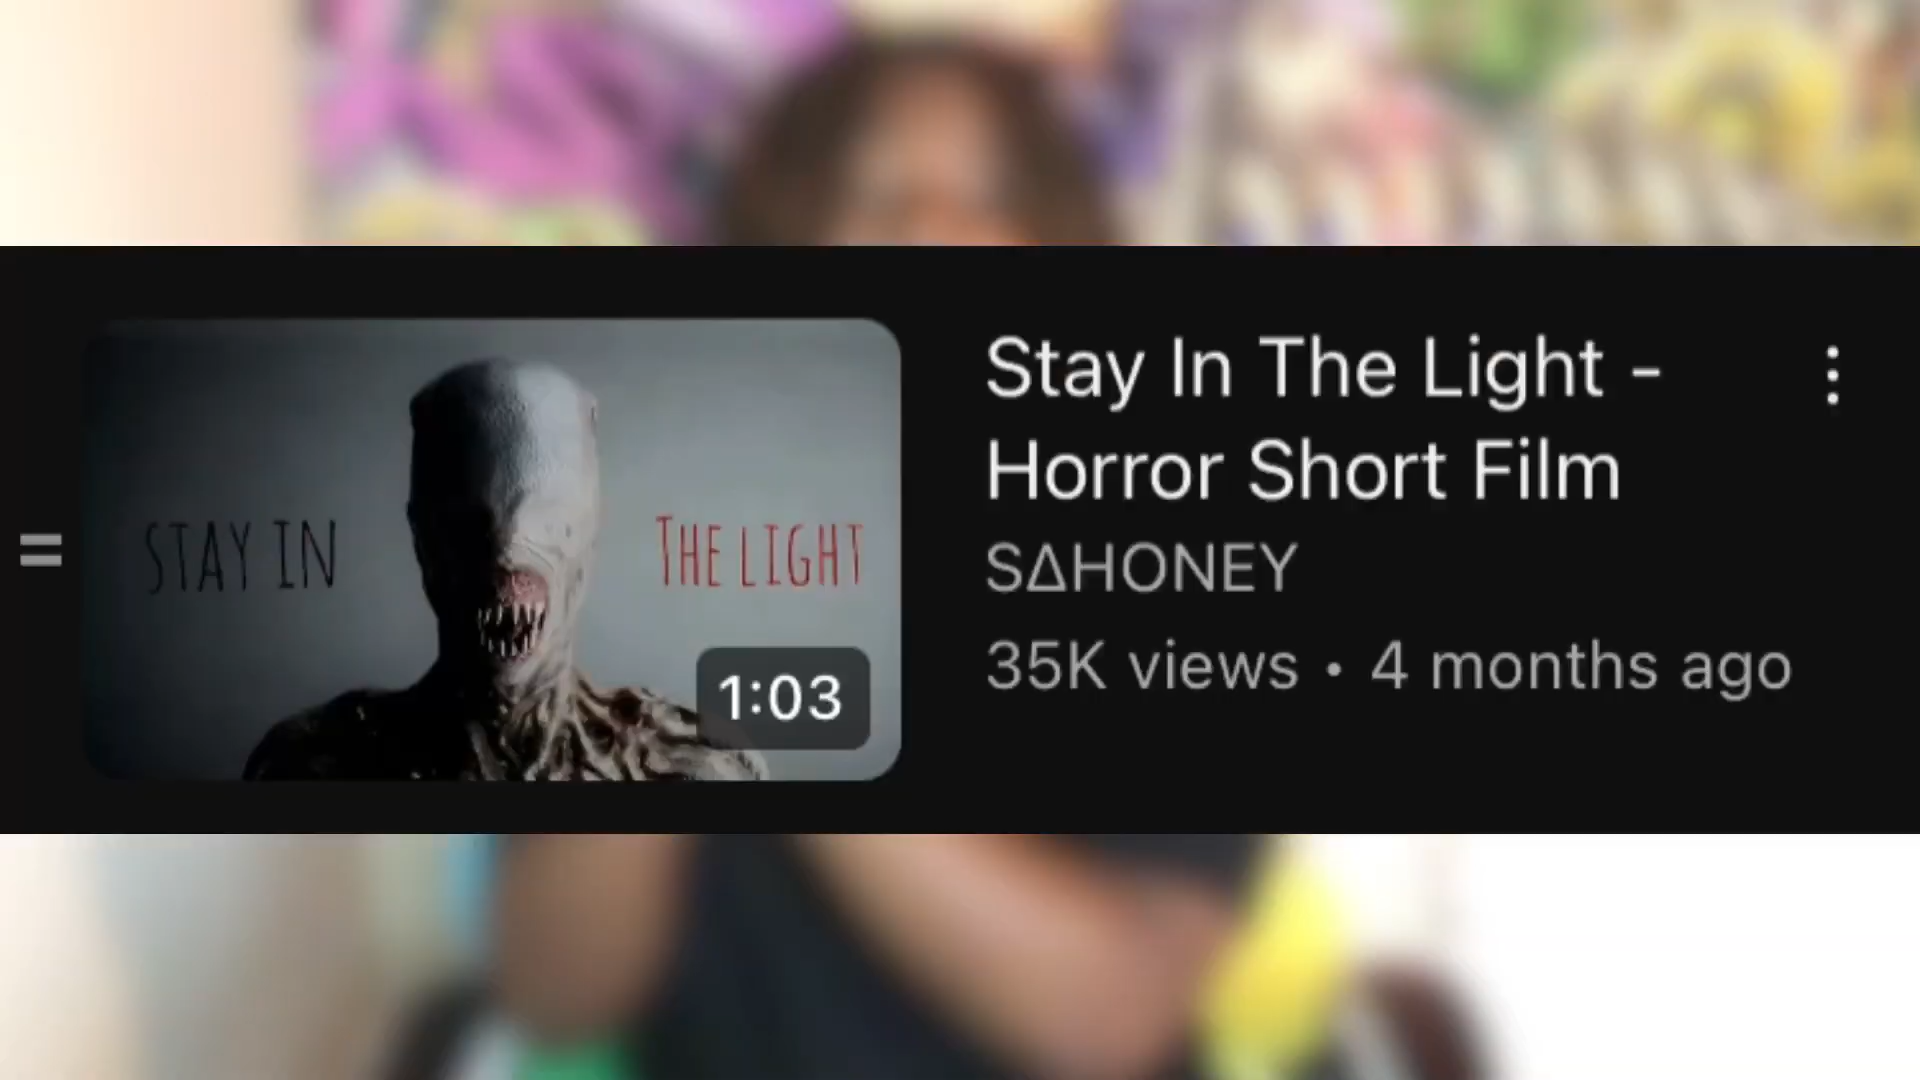 STAY IN THE LIGHT
1:03
Stay In The Light -
Horror Short Film
SΔHONEY
35K views • 4 months ago